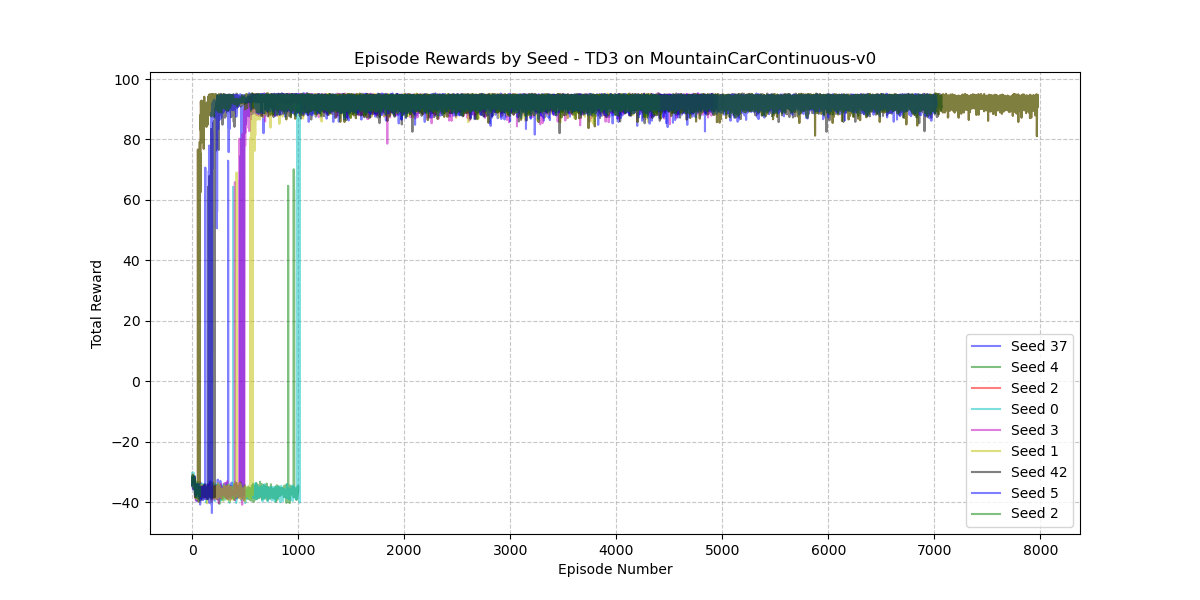 Episode Rewards by Seed - TD3 on MountainCarContinuous-v0
100
80
60
40
20
0
−20
−40
Total Reward
0 1000 2000 3000 4000 5000 6000 7000 8000
Episode Number
Seed 37
Seed 4
Seed 2
Seed 0
Seed 3
Seed 1
Seed 42
Seed 5
Seed 2